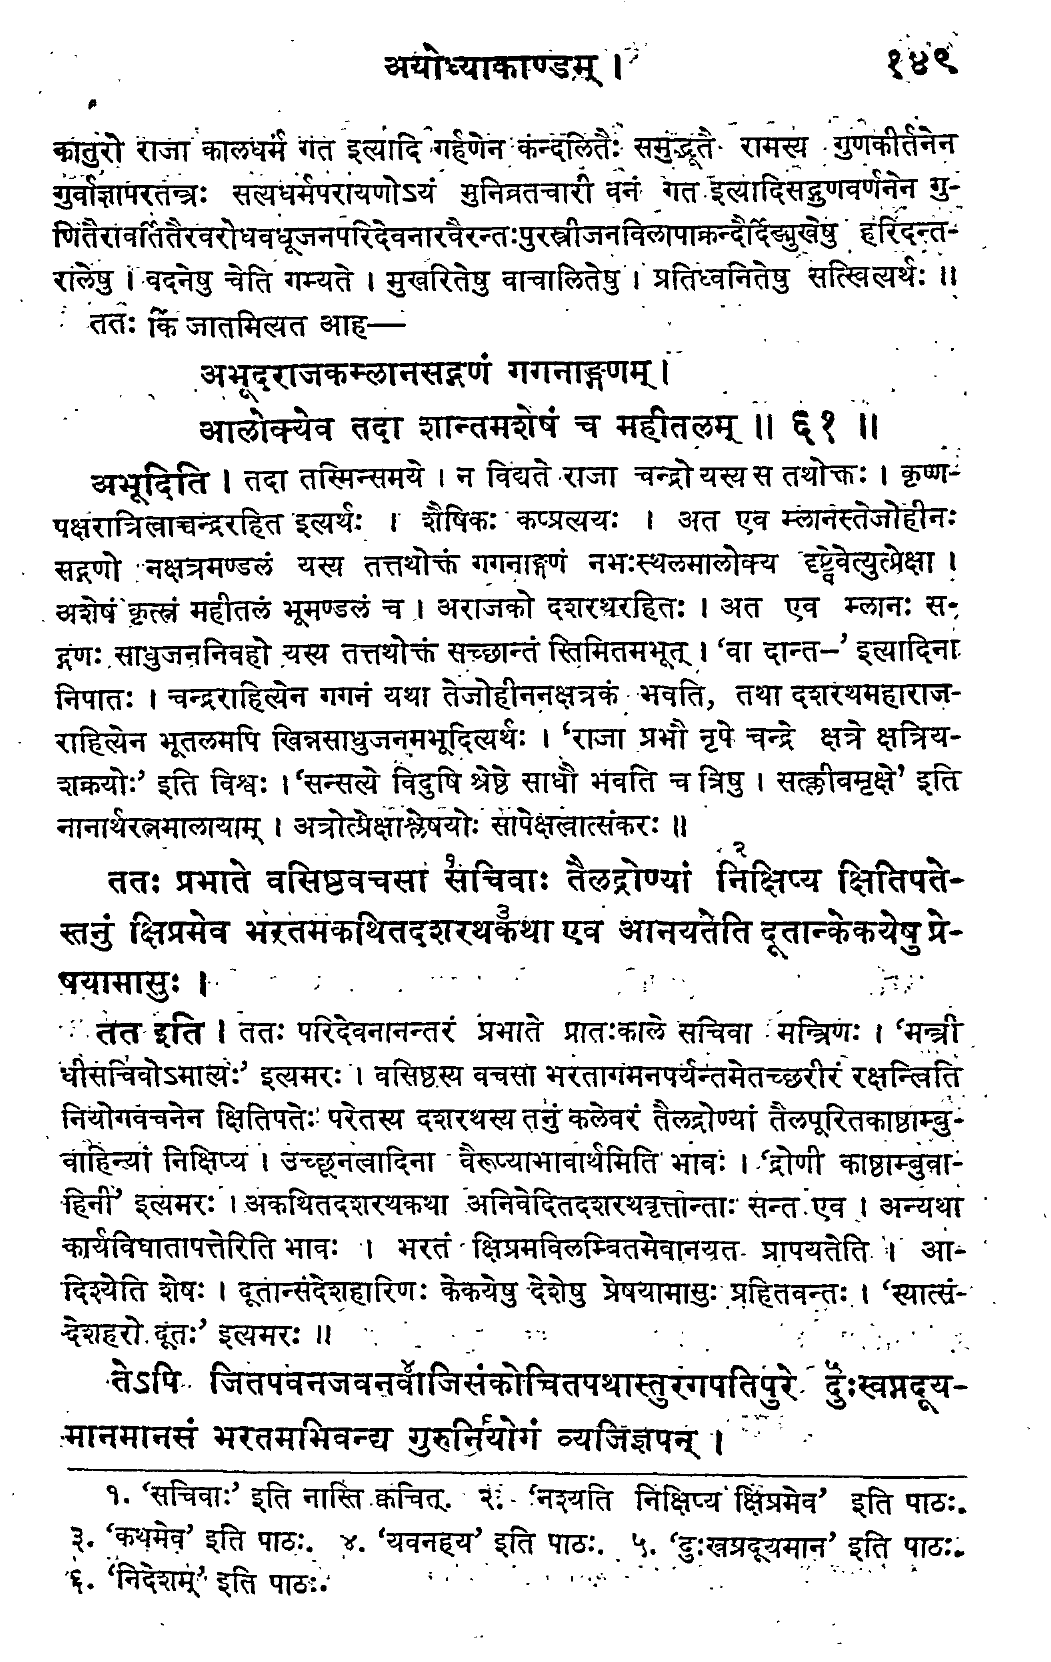 अयोध्याकाण्डम् । १४९
कातुरो राजा कालधर्मं गत इत्यादि गर्हणेन कन्दलितैः समुद्भूतैः रामस्य गुणकीर्तनेन
गुर्वाज्ञापरतन्त्रः सत्यधर्मपरायणोऽयं मुनिव्रतचारी वनं गत इत्यादिसद्गुणवर्णनेन गु-
णितैरावर्तितैरवरोधवधूजनपरिदेवनारवैरन्तःपुरस्त्रीजनविलापाक्रन्दैर्दिङ्मुखेषु हरिदन्त-
रालेषु । वदनेषु चेति गम्यते । मुखरितेषु वाचालितेषु । प्रतिध्वनितेषु सत्स्वित्यर्थः ॥
ततः किं जातमित्यत आह—
अभूदराजकम्लानसद्गणं गगनाङ्गणम् ।
आलोक्येव तदा शान्तमशेषं च महीतलम् ॥ ६१ ॥
अभूदिति । तदा तस्मिन्समये । न विद्यते राजा चन्द्रो यस्य स तथोक्तः । कृष्ण-
पक्षरात्रित्वाच्चन्द्ररहित इत्यर्थः । शैषिकः कप्प्रत्ययः । अत एव म्लानस्तेजोहीनः
सद्गणो नक्षत्रमण्डलं यस्य तत्तथोक्तं गगनाङ्गणं नभःस्थलमालोक्य दृष्ट्वेवेत्युत्प्रेक्षा ।
अशेषं कृत्स्नं महीतलं भूमण्डलं च । अराजको दशरथरहितः । अत एव म्लानः स-
द्गणः साधुजननिवहो यस्य तत्तथोक्तं सच्छान्तं स्तिमितमभूत् । ‘वा दान्त—’ इत्यादिना
निपातः । चन्द्रराहित्येन गगनं यथा तेजोहीननक्षत्रकं भवति, तथा दशरथमहाराज-
राहित्येन भूतलमपि खिन्नसाधुजनमभूदित्यर्थः । ‘राजा प्रभौ नृपे चन्द्रे क्षत्रे क्षत्रिय-
शक्रयोः’ इति विश्वः । ‘सन्सत्ये विदुषि श्रेष्ठे साधौ भवति च त्रिषु । सत्क्लीबमृक्षे’ इति
नानार्थरत्नमालायाम् । अत्रोत्प्रेक्षाश्लेषयोः सापेक्षत्वात्संकरः ॥
ततः प्रभाते वसिष्ठवचसा १सचिवाः तैलद्रोण्यां २निक्षिप्य क्षितिपते-
स्तनुं क्षिप्रमेव भरतमकथितदशरथ३कथा एव आनयतेति दूतान्केकयेषु प्रे-
षयामासुः ।
तत इति । ततः परिदेवनानन्तरं प्रभाते प्रातःकाले सचिवा मन्त्रिणः । ‘मन्त्री
धीसचिवोऽमात्यः’ इत्यमरः । वसिष्ठस्य वचसा भरतागमनपर्यन्तमेतच्छरीरं रक्षन्त्विति
नियोगवचनेन क्षितिपतेः परेतस्य दशरथस्य तनुं कलेवरं तैलद्रोण्यां तैलपूरितकाष्ठाम्बु-
वाहिन्यां निक्षिप्य । उच्छूनत्वादिना वैरूप्याभावार्थमिति भावः । ‘द्रोणी काष्ठाम्बुवा-
हिनी’ इत्यमरः । अकथितदशरथकथा अनिवेदितदशरथवृत्तान्ताः सन्त एव । अन्यथा
कार्यविघातापत्तेरिति भावः । भरतं क्षिप्रमविलम्बितमेवानयत प्रापयतेति । आ-
दिश्येति शेषः । दूतान्संदेशहारिणः केकयेषु देशेषु प्रेषयामासुः प्रहितवन्तः । ‘स्यात्सं-
देशहरो दूतः’ इत्यमरः ॥
तेऽपि जितपवनजवन४वाजिसंकोचितपथास्तुरगपतिपुरे ५दुःस्वप्नदूय-
मानमानसं भरतमभिवन्द्य गुरुर्नियोगं व्यजिज्ञपन् ।
१. ‘सचिवाः’ इति नास्ति क्वचित्. २. ‘नश्यति निक्षिप्य क्षिप्रमेव’ इति पाठः.
३. ‘कथमेव’ इति पाठः. ४. ‘यवनहय’ इति पाठः. ५. ‘दुःखप्रदूयमान’ इति पाठः.
६. ‘निदेशम्’ इति पाठः.